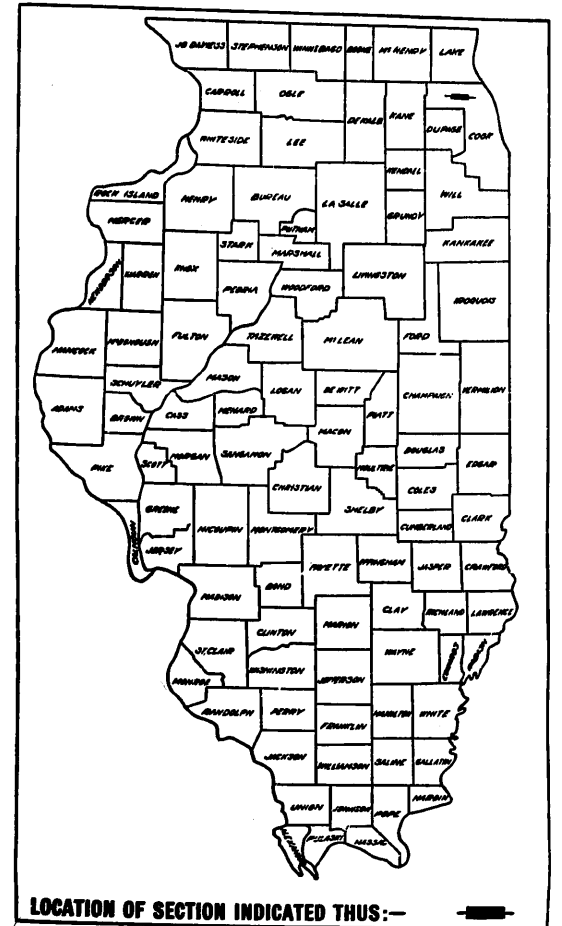 JO DAVIESS STEPHENSON WINNEBAGO BOONE Mc HENRY LAKE
CARROLL OGLE
DEKALB KANE
DUPAGE COOK
WHITESIDE LEE
KENDALL
WILL
ROCK ISLAND HENRY BUREAU LA SALLE
MERCER GRUNDY
PUTNAM
STARK MARSHALL KANKAKEE
HENDERSON WARREN KNOX PEORIA WOODFORD LIVINGSTON
IROQUOIS
HANCOCK McDONOUGH FULTON TAZEWELL McLEAN FORD
SCHUYLER MASON
ADAMS LOGAN DEWITT CHAMPAIGN VERMILION
BROWN CASS MENARD PIATT
MACON
PIKE SCOTT MORGAN SANGAMON DOUGLAS EDGAR
MOULTRIE
CHRISTIAN COLES
GREENE SHELBY
CALHOUN MACOUPIN MONTGOMERY CUMBERLAND CLARK
JERSEY
FAYETTE EFFINGHAM JASPER CRAWFORD
MADISON BOND
CLAY RICHLAND LAWRENCE
CLINTON MARION
ST. CLAIR WAYNE EDWARDS WABASH
WASHINGTON
MONROE JEFFERSON
RANDOLPH PERRY HAMILTON WHITE
FRANKLIN
JACKSON WILLIAMSON SALINE GALLATIN
UNION JOHNSON POPE HARDIN
ALEXANDER PULASKI MASSAC
LOCATION OF SECTION INDICATED THUS:-